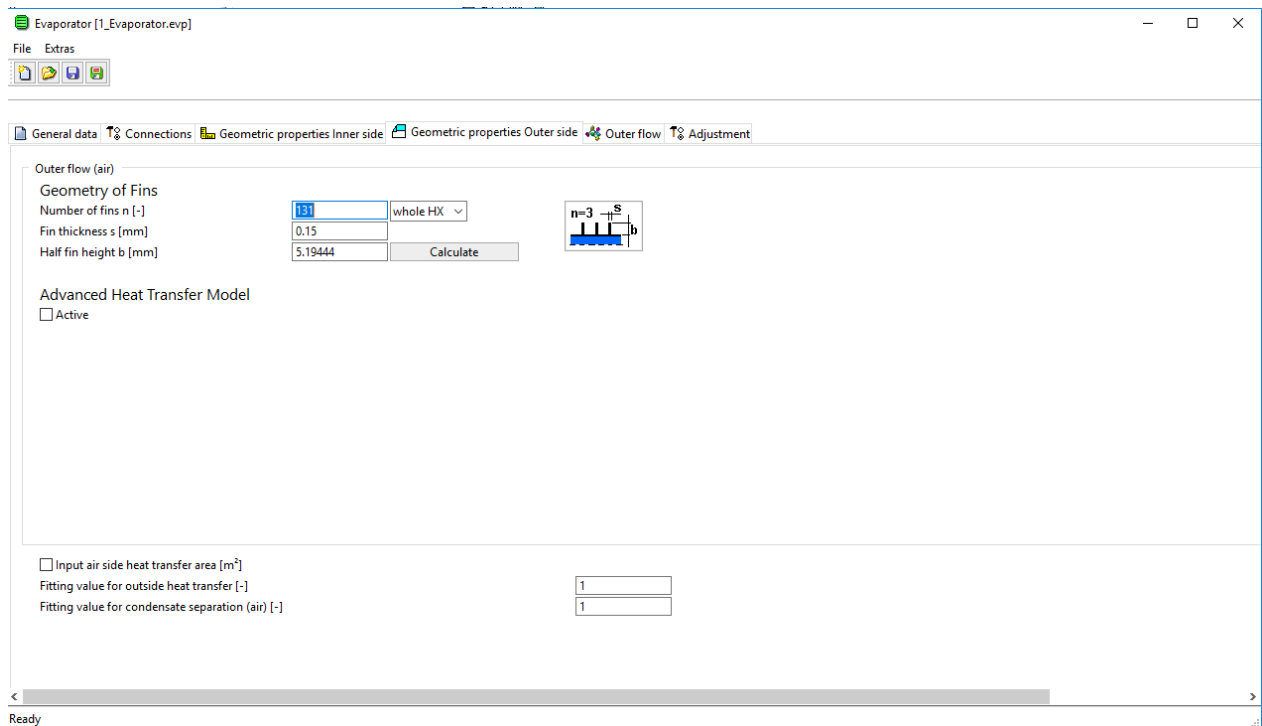 Evaporator [1_Evaporator.evp]
File Extras
General data Connections Geometric properties Inner side Geometric properties Outer side Outer flow Adjustment
Outer flow (air)
Geometry of Fins
Number of fins n [-] 131 whole HX
Fin thickness s [mm] 0.15
Half fin height b [mm] 5.19444 Calculate
n=3 s
b
Advanced Heat Transfer Model
Active
Input air side heat transfer area [m²]
Fitting value for outside heat transfer [-] 1
Fitting value for condensate separation (air) [-] 1
Ready